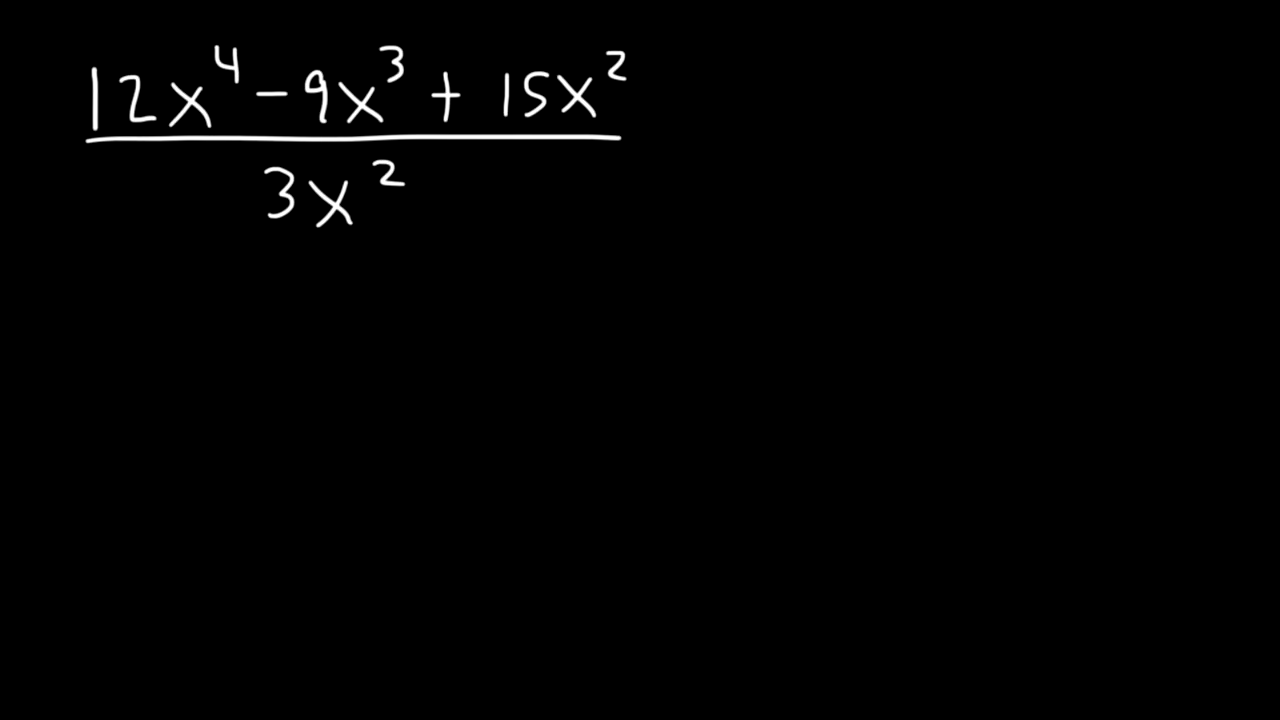 12x⁴ - 9x³ + 15x²
3x²